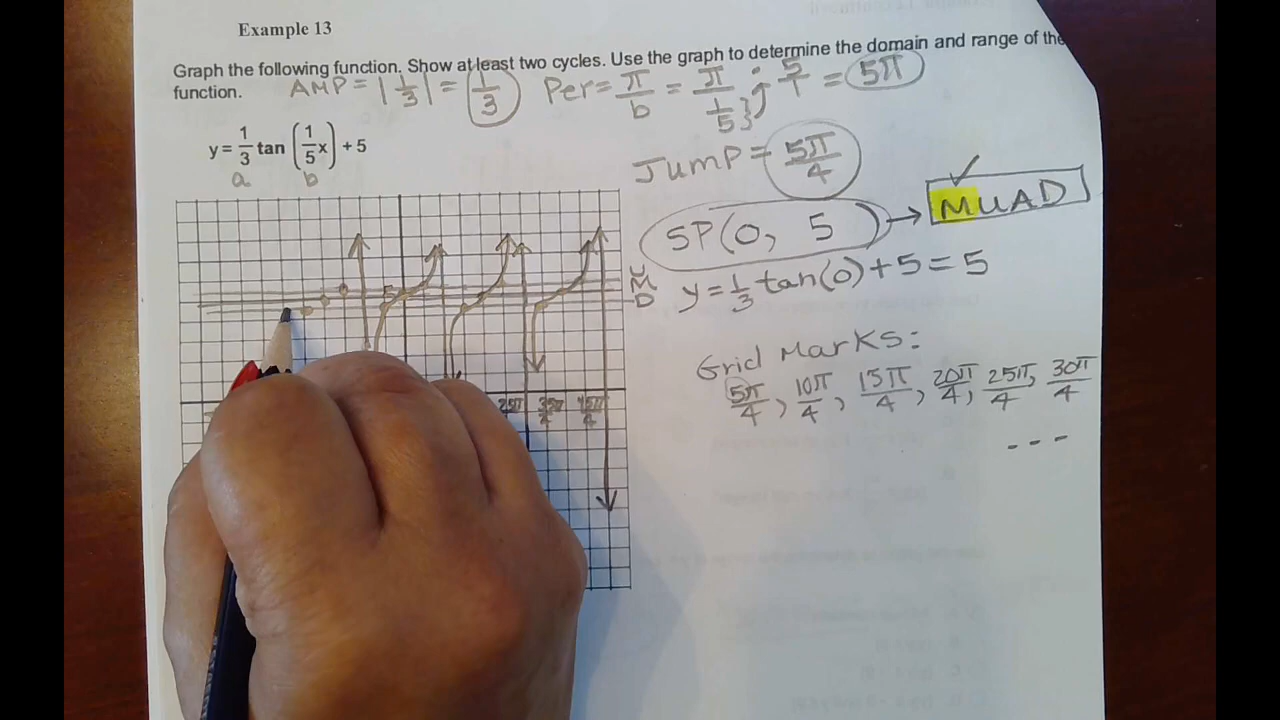 Example 13
Graph the following function. Show at least two cycles. Use the graph to determine the domain and range of the
function.
AMP = |1/3| = 1/3
Per = π/b = π/(1/5) · 5/1 = 5π
y = 1/3 tan (1/5 x) + 5
a b
Jump = 5π/4
SP(0, 5) → MUAD
y = 1/3 tan(0) + 5 = 5
U
M
D
5
Grid Marks:
5π/4, 10π/4, 15π/4, 20π/4, 25π/4, 30π/4
- - -